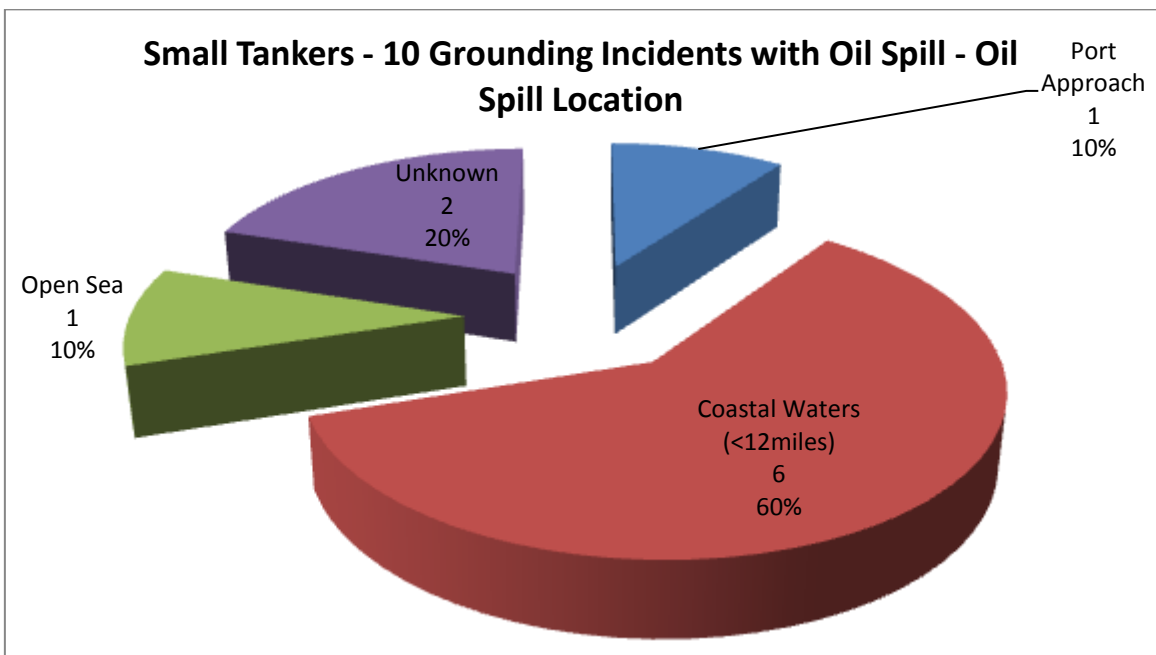 Small Tankers - 10 Grounding Incidents with Oil Spill - Oil
Spill Location
Port
Approach
1
10%
Unknown
2
20%
Open Sea
1
10%
Coastal Waters
(<12miles)
6
60%